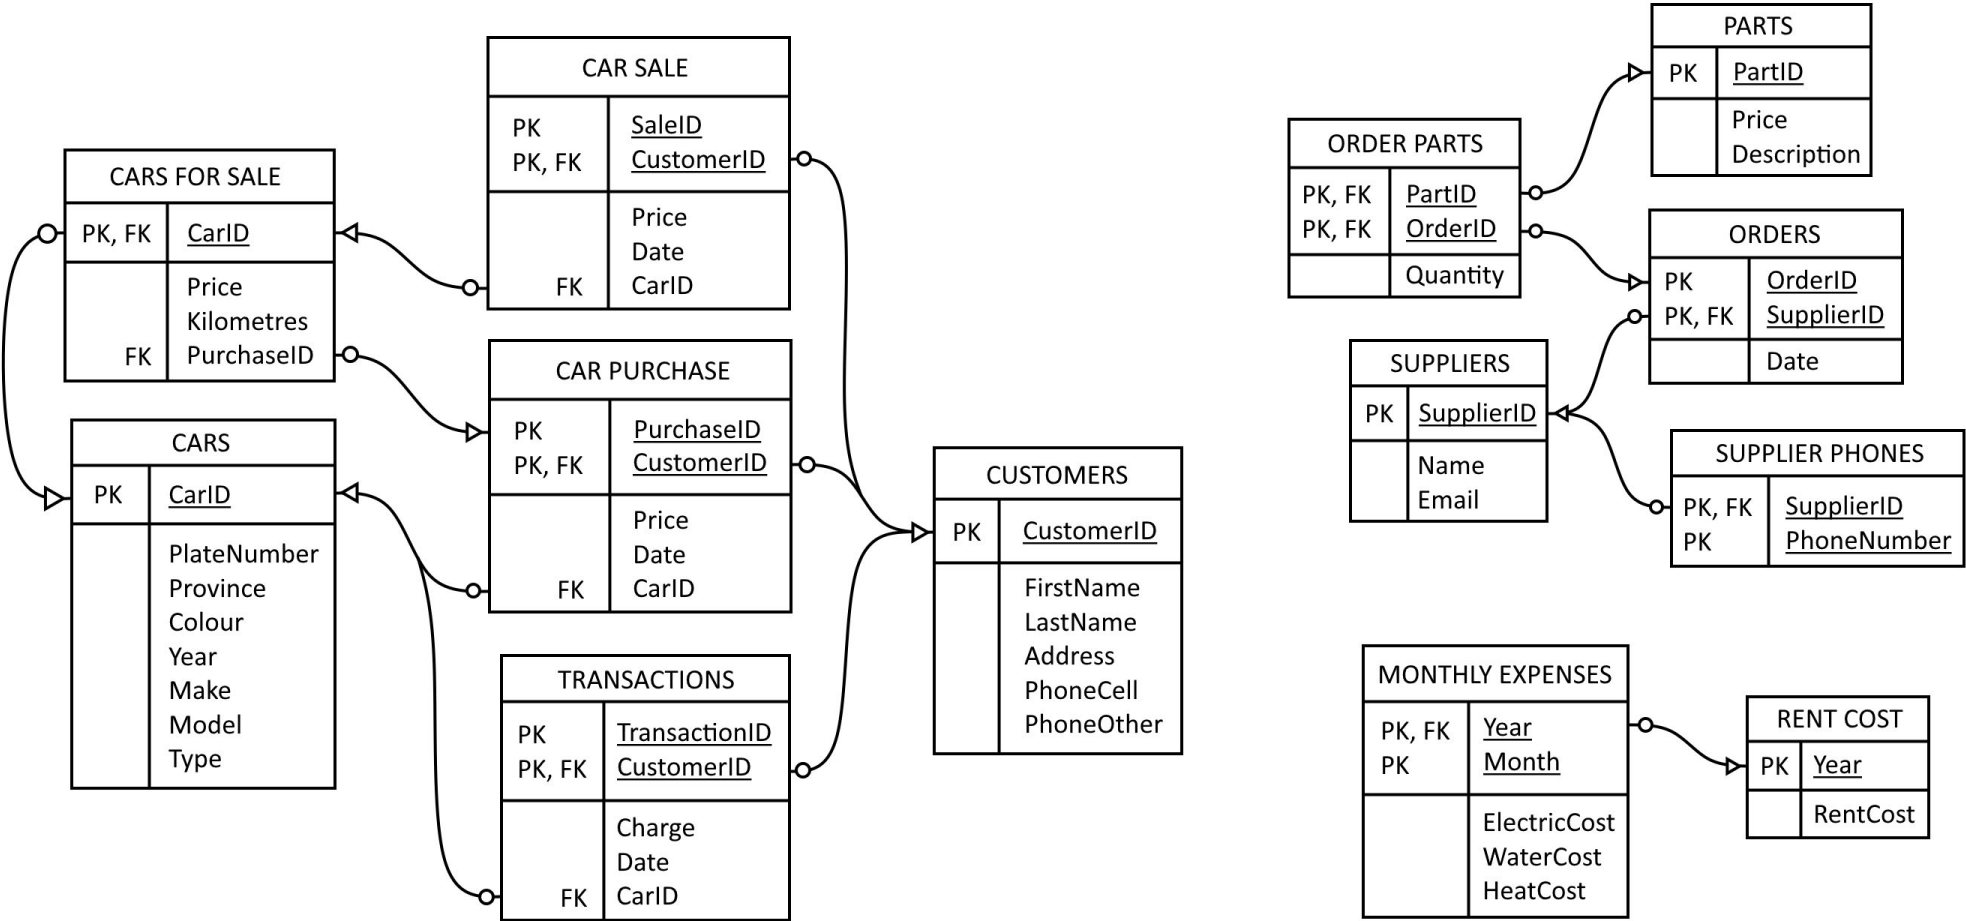 CAR SALE
PK SaleID
PK, FK CustomerID
Price
Date
FK CarID
CARS FOR SALE
PK, FK CarID
Price
Kilometres
FK PurchaseID
CARS
PK CarID
PlateNumber
Province
Colour
Year
Make
Model
Type
CAR PURCHASE
PK PurchaseID
PK, FK CustomerID
Price
Date
FK CarID
TRANSACTIONS
PK TransactionID
PK, FK CustomerID
Charge
Date
FK CarID
CUSTOMERS
PK CustomerID
FirstName
LastName
Address
PhoneCell
PhoneOther
PARTS
PK PartID
Price
Description
ORDER PARTS
PK, FK PartID
PK, FK OrderID
Quantity
ORDERS
PK OrderID
PK, FK SupplierID
Date
SUPPLIERS
PK SupplierID
Name
Email
SUPPLIER PHONES
PK, FK SupplierID
PK PhoneNumber
MONTHLY EXPENSES
PK, FK Year
PK Month
ElectricCost
WaterCost
HeatCost
RENT COST
PK Year
RentCost